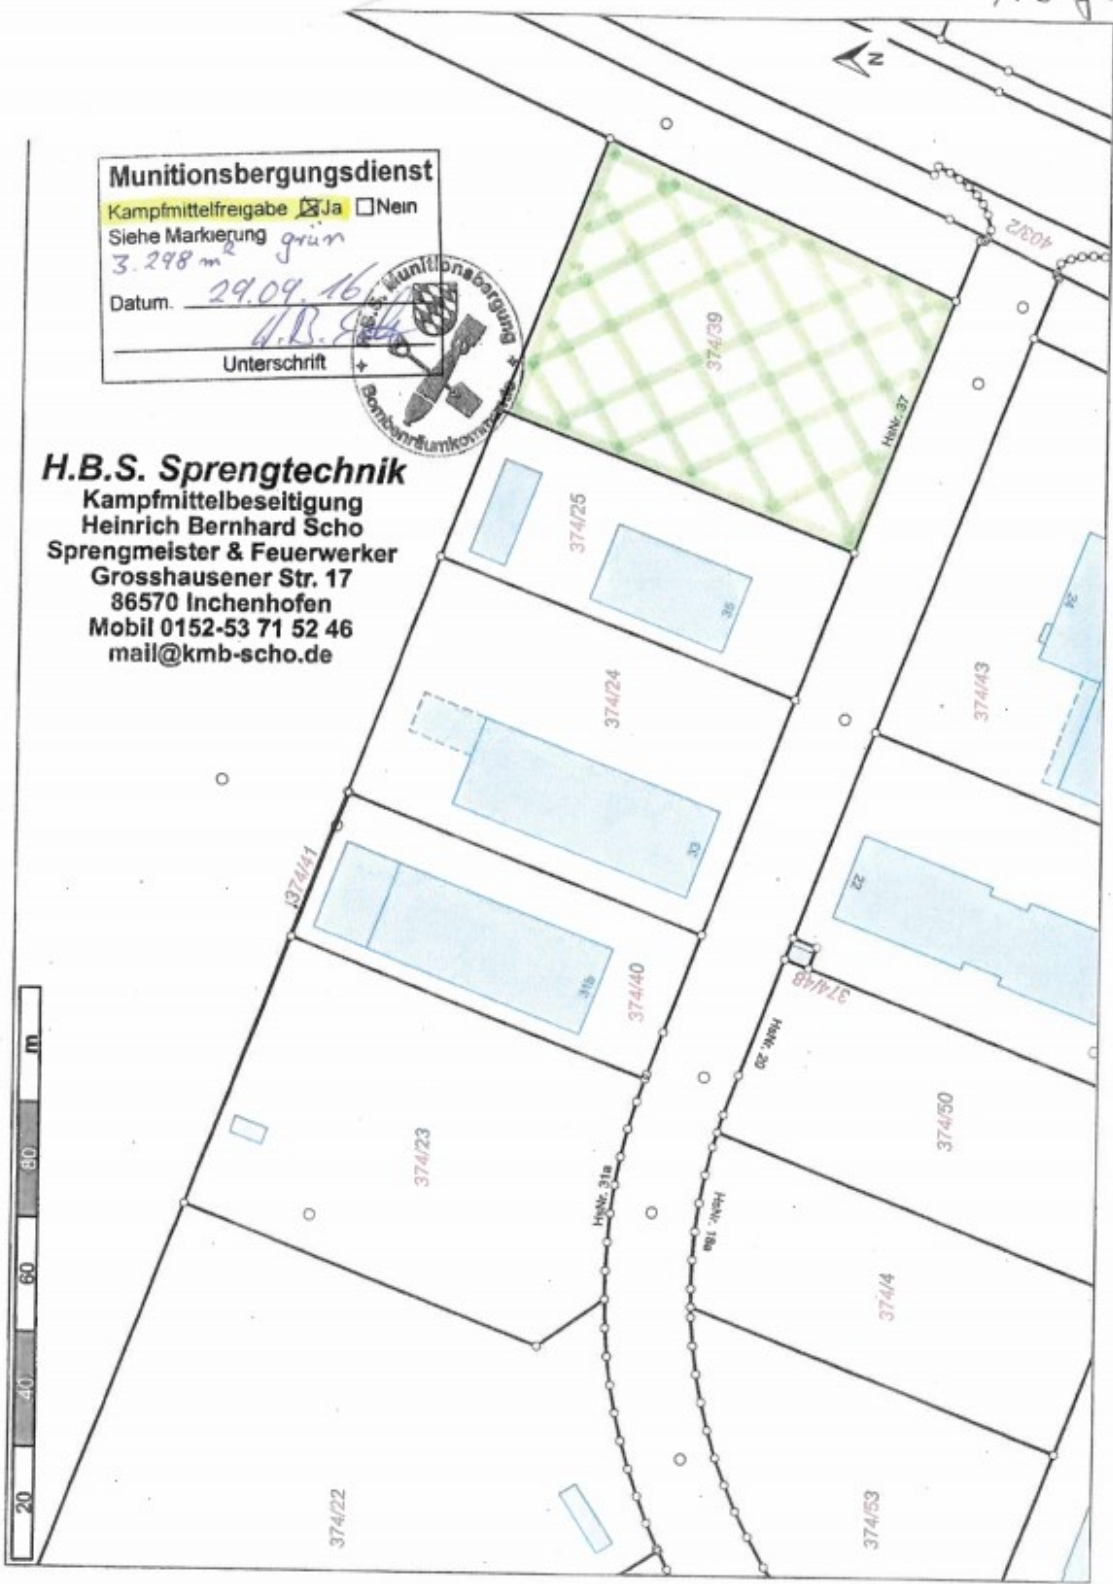 N
Munitionsbergungsdienst
Kampfmittelfreigabe ☒Ja ☐Nein
Siehe Markierung grün
3.298 m²
Datum. 29.09.16
Unterschrift
H.B.S. Munitionsbergung
Bombenräumkommando
H.B.S. Sprengtechnik
Kampfmittelbeseitigung
Heinrich Bernhard Scho
Sprengmeister & Feuerwerker
Grosshausener Str. 17
86570 Inchenhofen
Mobil 0152-53 71 52 46
mail@kmb-scho.de
403/2
374/39
HsNr. 37
374/25
35
374/24
33
374/41
374/40
31b
374/43
24
22
374/48
HsNr. 20
374/50
374/23
HsNr. 31a
HsNr. 18a
374/4
374/22
374/53
m
80
60
40
20